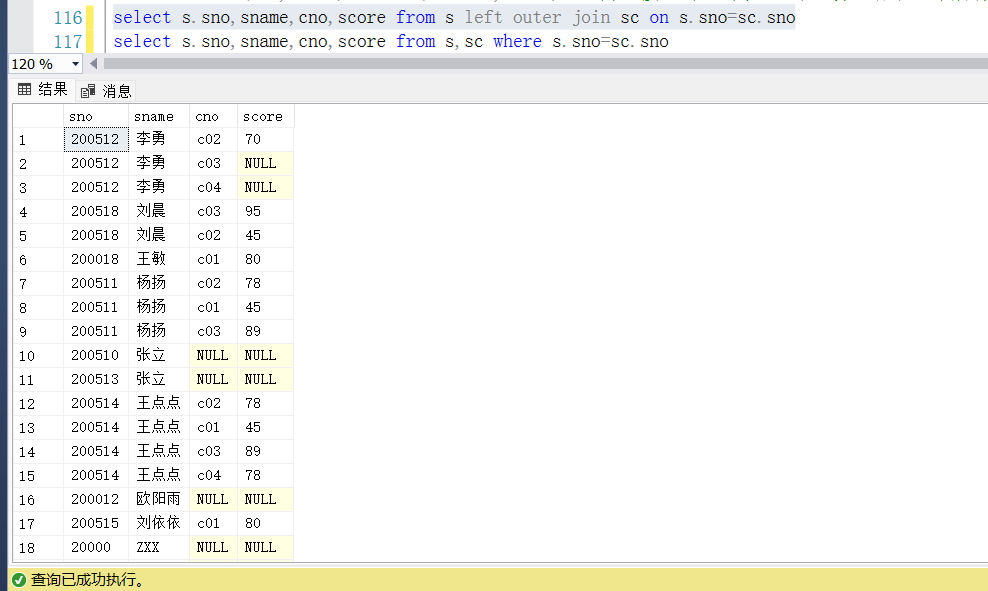 116 select s.sno,sname,cno,score from s left outer join sc on s.sno=sc.sno
117 select s.sno,sname,cno,score from s,sc where s.sno=sc.sno
120 %
结果 消息
sno sname cno score
1 200512 李勇 c02 70
2 200512 李勇 c03 NULL
3 200512 李勇 c04 NULL
4 200518 刘晨 c03 95
5 200518 刘晨 c02 45
6 200018 王敏 c01 80
7 200511 杨扬 c02 78
8 200511 杨扬 c01 45
9 200511 杨扬 c03 89
10 200510 张立 NULL NULL
11 200513 张立 NULL NULL
12 200514 王点点 c02 78
13 200514 王点点 c01 45
14 200514 王点点 c03 89
15 200514 王点点 c04 78
16 200012 欧阳雨 NULL NULL
17 200515 刘依依 c01 80
18 20000 ZXX NULL NULL
查询已成功执行。